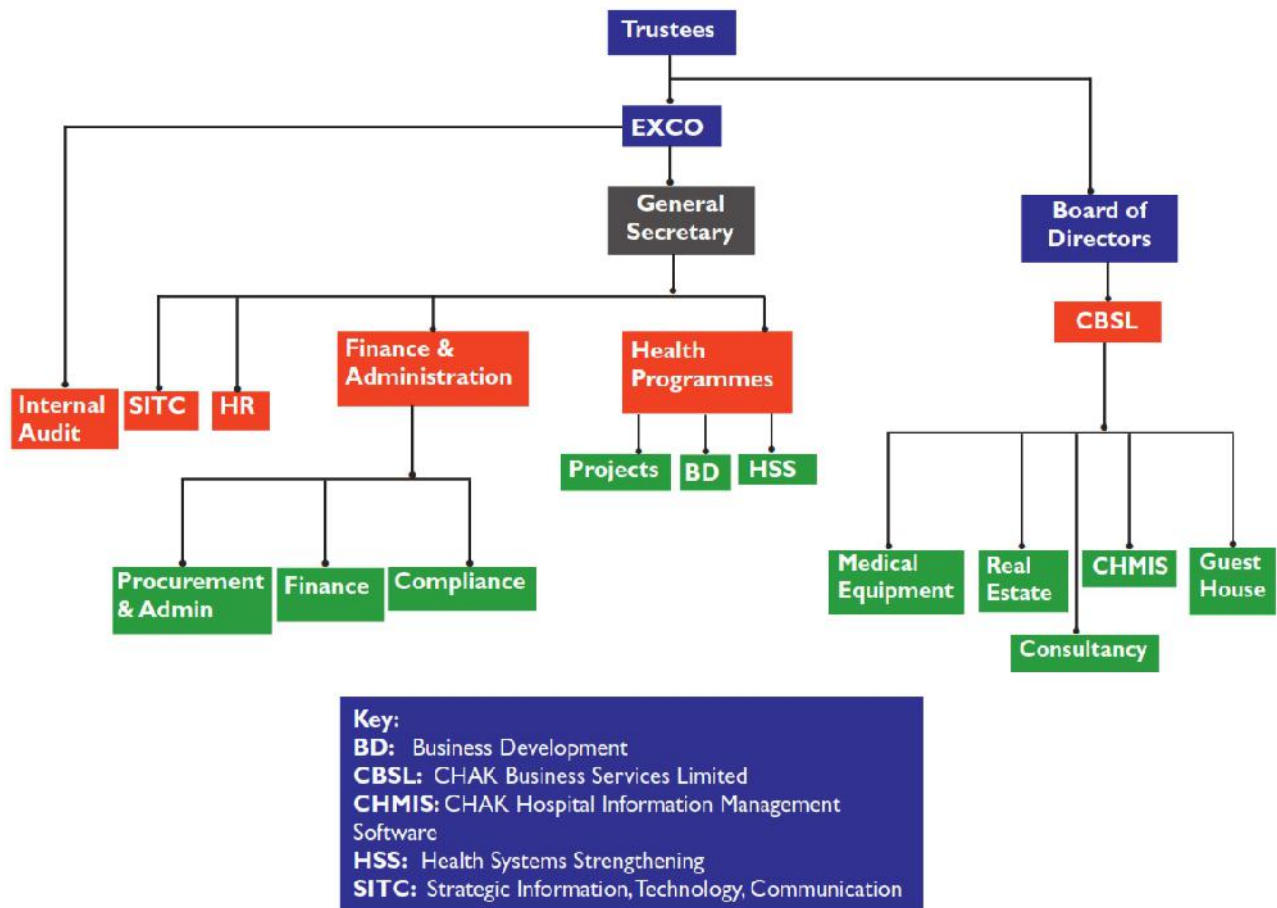 Trustees
EXCO
General
Secretary
Board of
Directors
CBSL
Finance &
Administration
Health
Programmes
Internal
Audit
SITC
HR
Projects
BD
HSS
Procurement
& Admin
Finance
Compliance
Medical
Equipment
Real
Estate
CHMIS
Guest
House
Consultancy
Key:
BD: Business Development
CBSL: CHAK Business Services Limited
CHMIS: CHAK Hospital Information Management
Software
HSS: Health Systems Strengthening
SITC: Strategic Information, Technology, Communication